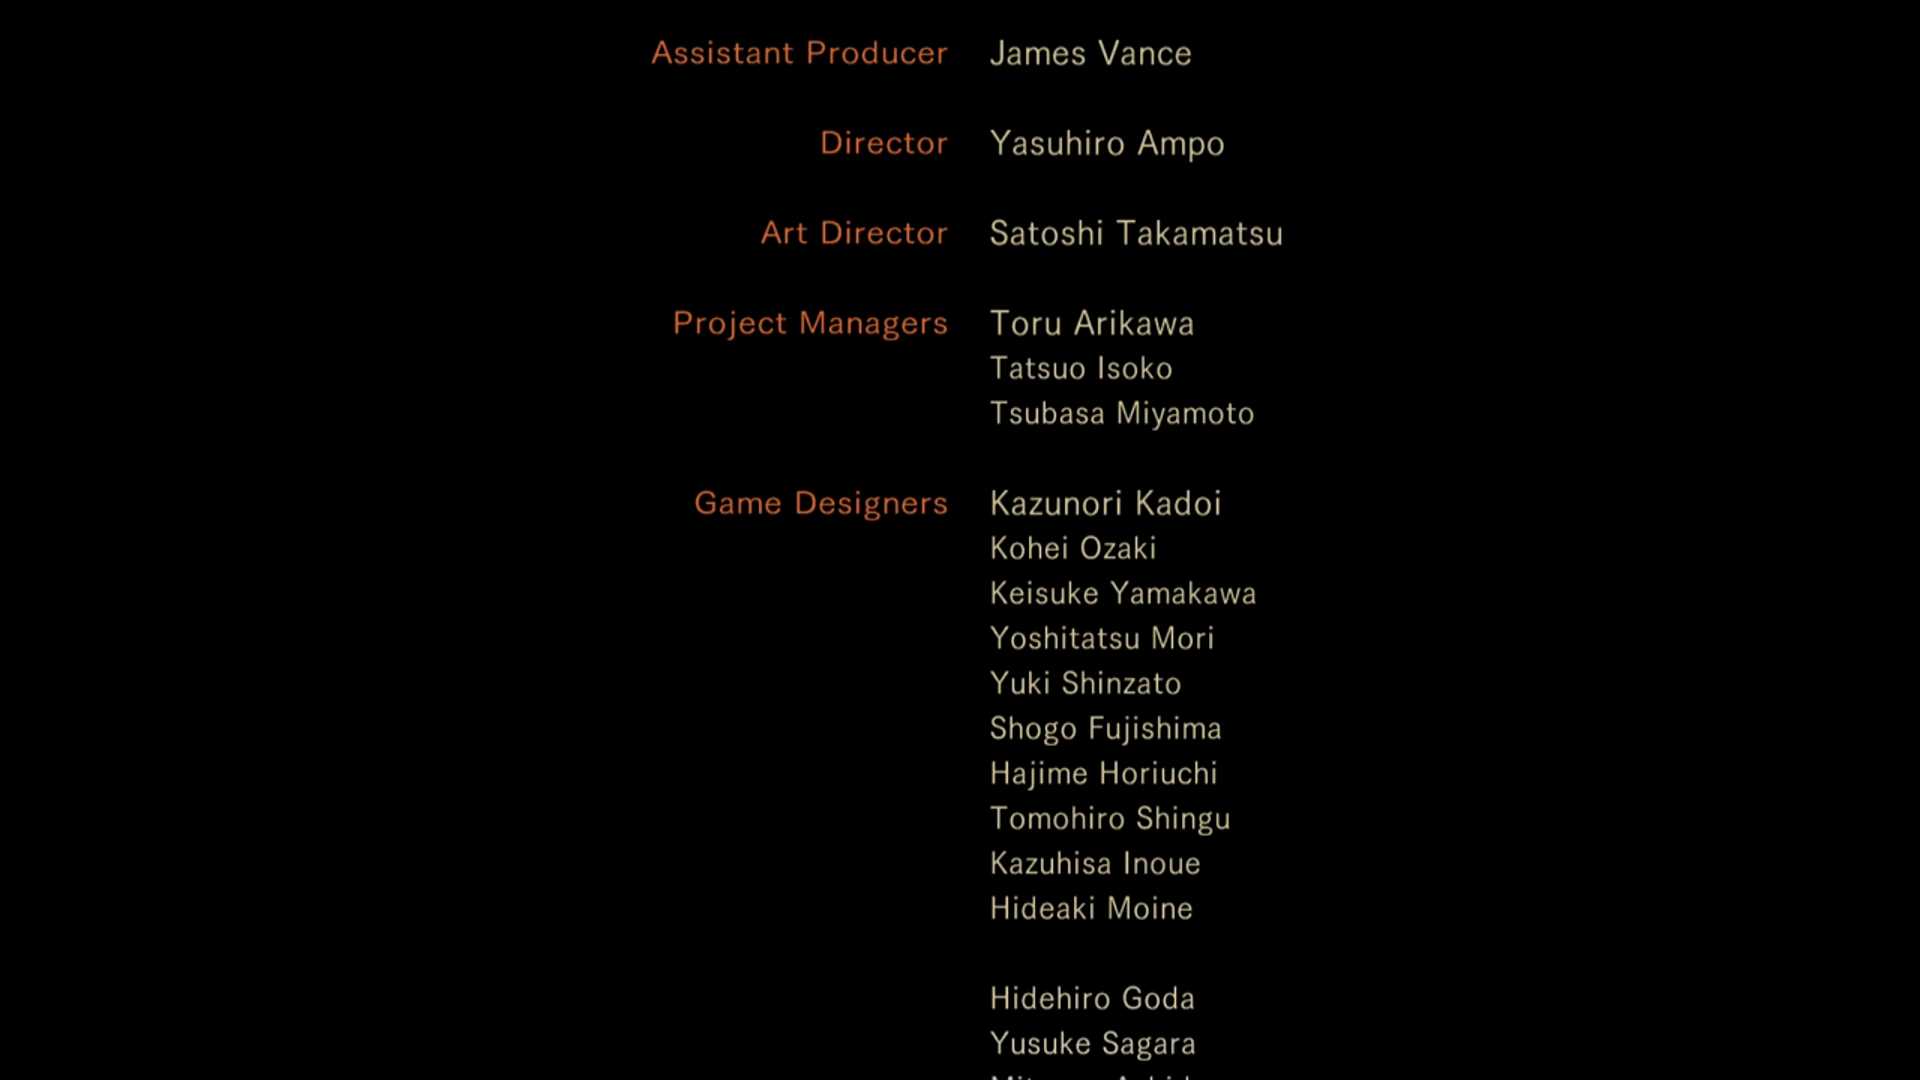 Assistant Producer James Vance
Director Yasuhiro Ampo
Art Director Satoshi Takamatsu
Project Managers Toru Arikawa
Tatsuo Isoko
Tsubasa Miyamoto
Game Designers Kazunori Kadoi
Kohei Ozaki
Keisuke Yamakawa
Yoshitatsu Mori
Yuki Shinzato
Shogo Fujishima
Hajime Horiuchi
Tomohiro Shingu
Kazuhisa Inoue
Hideaki Moine
Hidehiro Goda
Yusuke Sagara